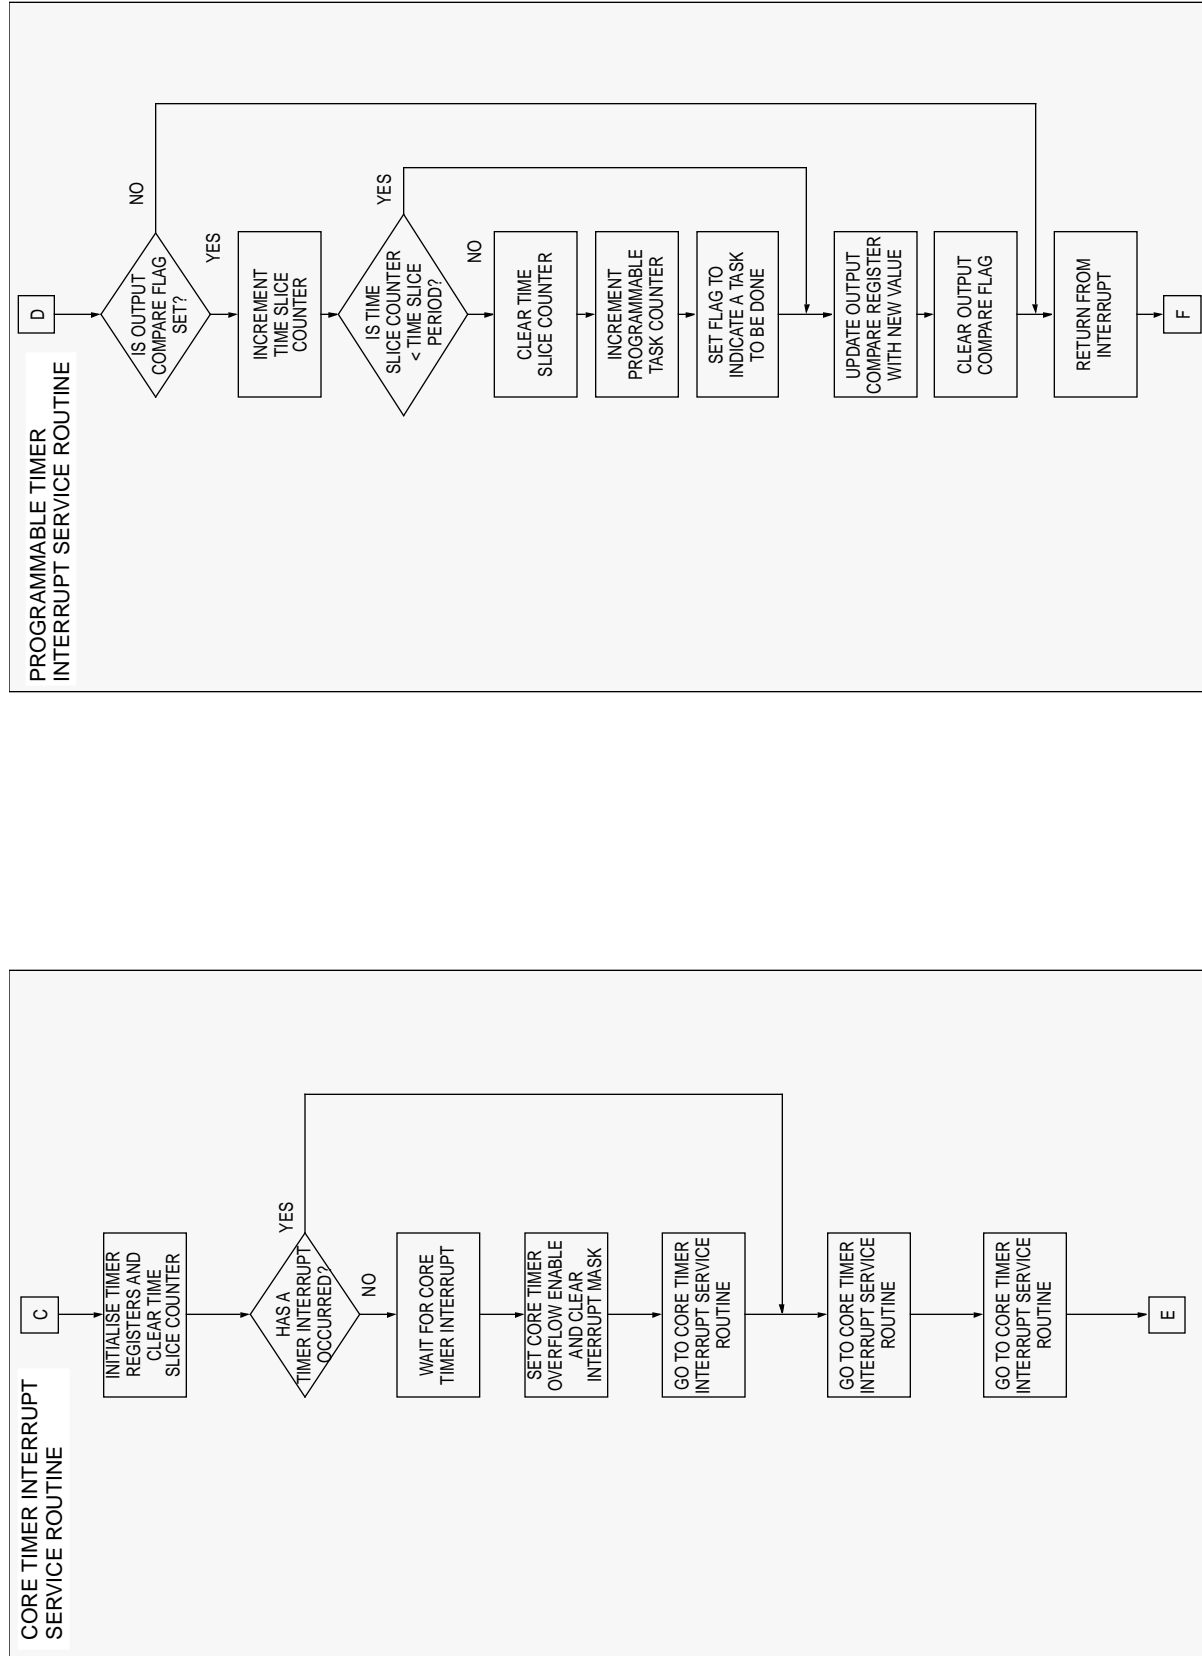 CORE TIMER INTERRUPT
SERVICE ROUTINE
C
INITIALISE TIMER
REGISTERS AND
CLEAR TIME
SLICE COUNTER
HAS A
TIMER INTERRUPT
OCCURRED?
YES
NO
WAIT FOR CORE
TIMER INTERRUPT
SET CORE TIMER
OVERFLOW ENABLE
AND CLEAR
INTERRUPT MASK
GO TO CORE TIMER
INTERRUPT SERVICE
ROUTINE
GO TO CORE TIMER
INTERRUPT SERVICE
ROUTINE
GO TO CORE TIMER
INTERRUPT SERVICE
ROUTINE
E
PROGRAMMABLE TIMER
INTERRUPT SERVICE ROUTINE
D
IS OUTPUT
COMPARE FLAG
SET?
NO
YES
INCREMENT
TIME SLICE
COUNTER
IS TIME
SLICE COUNTER
< TIME SLICE
PERIOD?
YES
NO
CLEAR TIME
SLICE COUNTER
INCREMENT
PROGRAMMABLE
TASK COUNTER
SET FLAG TO
INDICATE A TASK
TO BE DONE
UPDATE OUTPUT
COMPARE REGISTER
WITH NEW VALUE
CLEAR OUTPUT
COMPARE FLAG
RETURN FROM
INTERRUPT
F